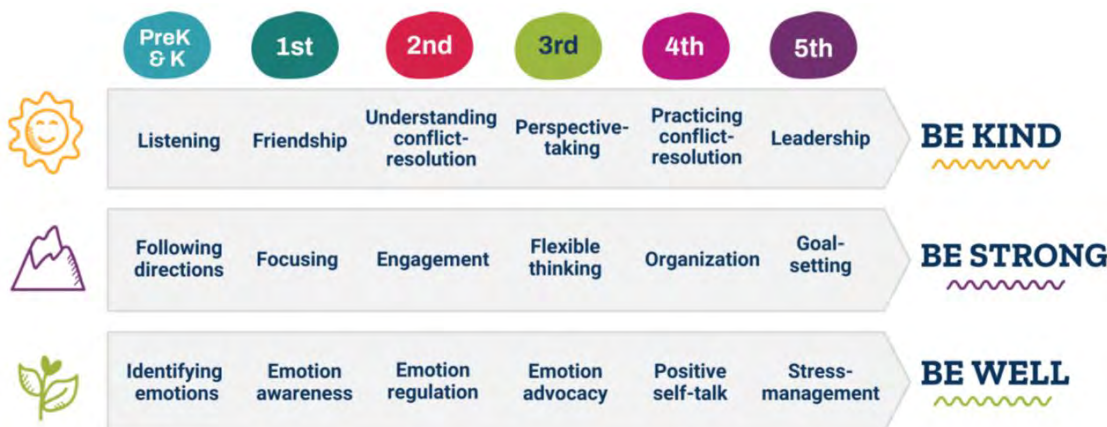 PreK
& K
1st
2nd
3rd
4th
5th
Listening
Friendship
Understanding
conflict-
resolution
Perspective-
taking
Practicing
conflict-
resolution
Leadership
BE KIND
Following
directions
Focusing
Engagement
Flexible
thinking
Organization
Goal-
setting
BE STRONG
Identifying
emotions
Emotion
awareness
Emotion
regulation
Emotion
advocacy
Positive
self-talk
Stress-
management
BE WELL